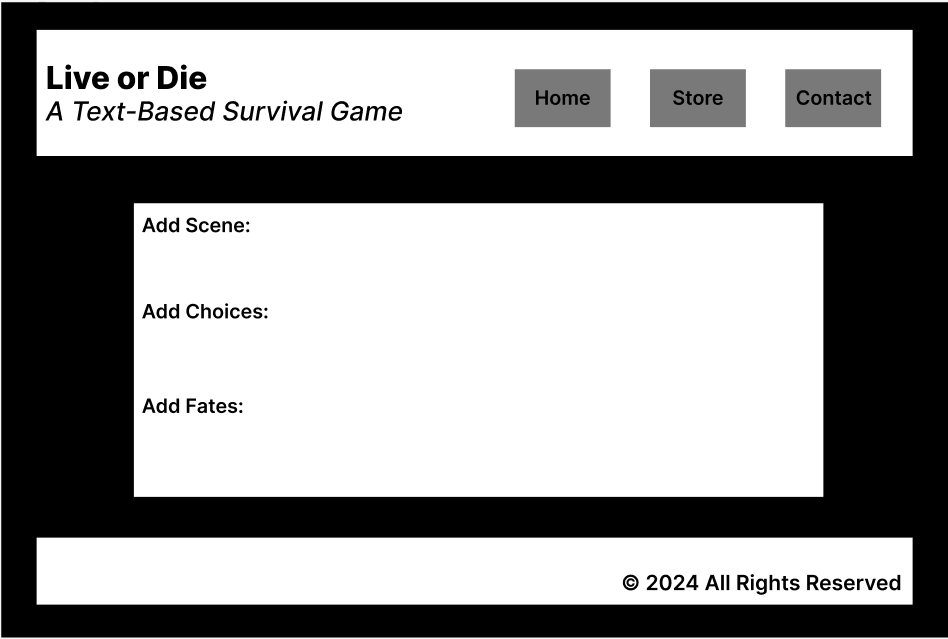 Live or Die
A Text-Based Survival Game
Home
Store
Contact
Add Scene:
Add Choices:
Add Fates:
© 2024 All Rights Reserved